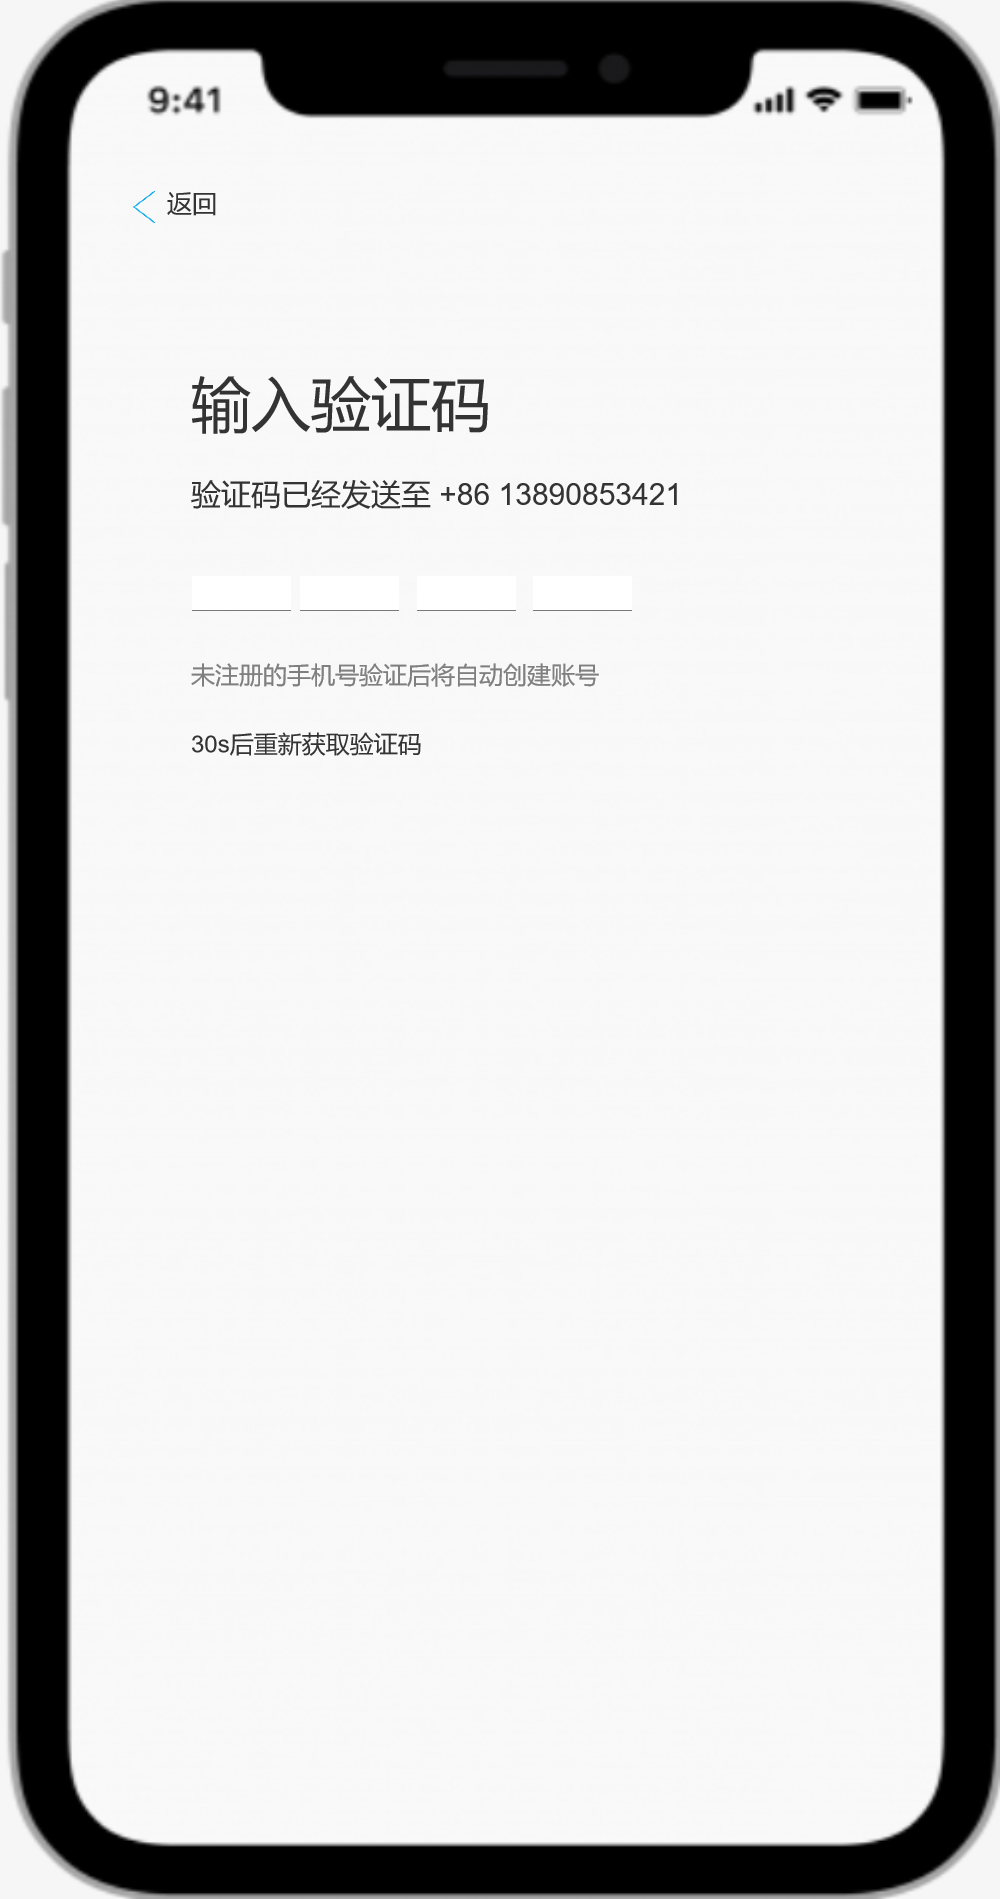 9:41
返回
输入验证码
验证码已经发送至 +86 13890853421
未注册的手机号验证后将自动创建账号
30s后重新获取验证码